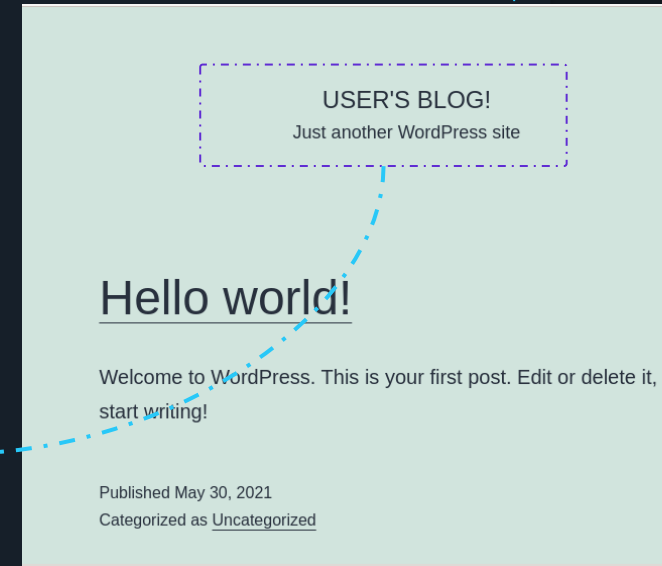 USER'S BLOG!
Just another WordPress site
Hello world!
Welcome to WordPress. This is your first post. Edit or delete it,
start writing!
Published May 30, 2021
Categorized as Uncategorized